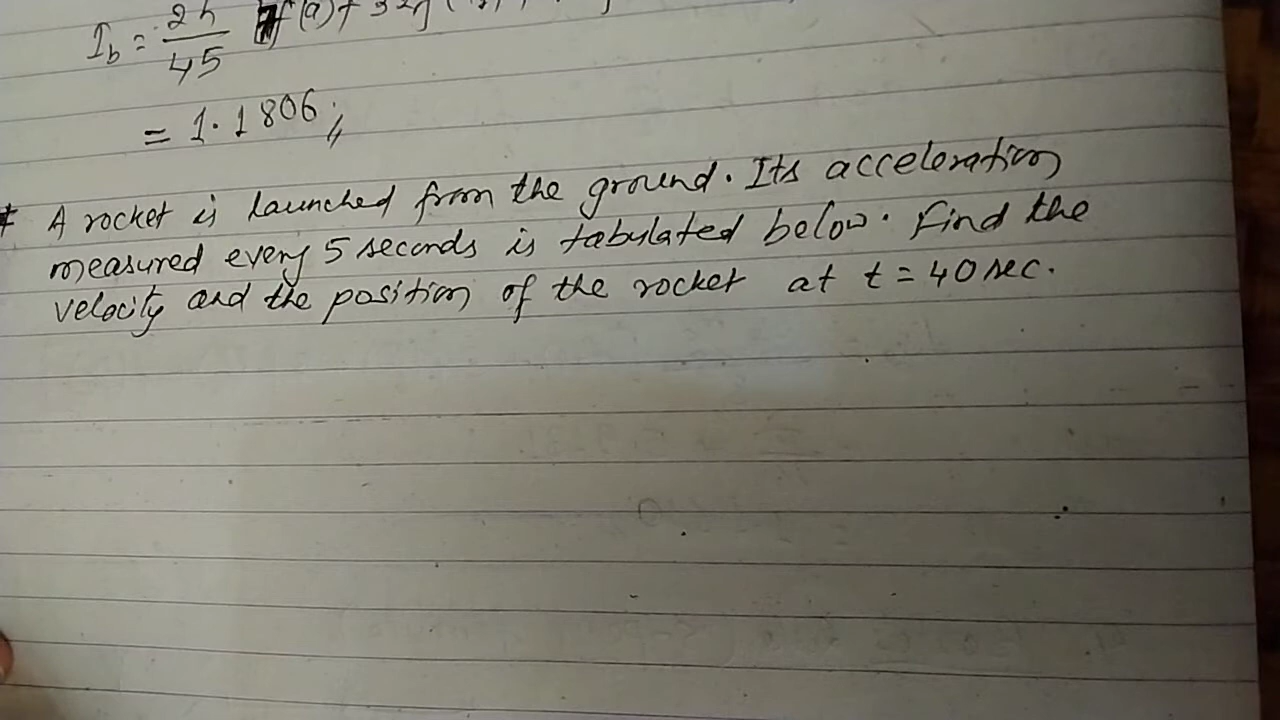 I_b = 2h/45 f(a) + 32f
= 1.1806 ;,
* A rocket is launched from the ground. Its acceleration
measured every 5 seconds is tabulated below. Find the
velocity and the position of the rocket at t = 40 sec.